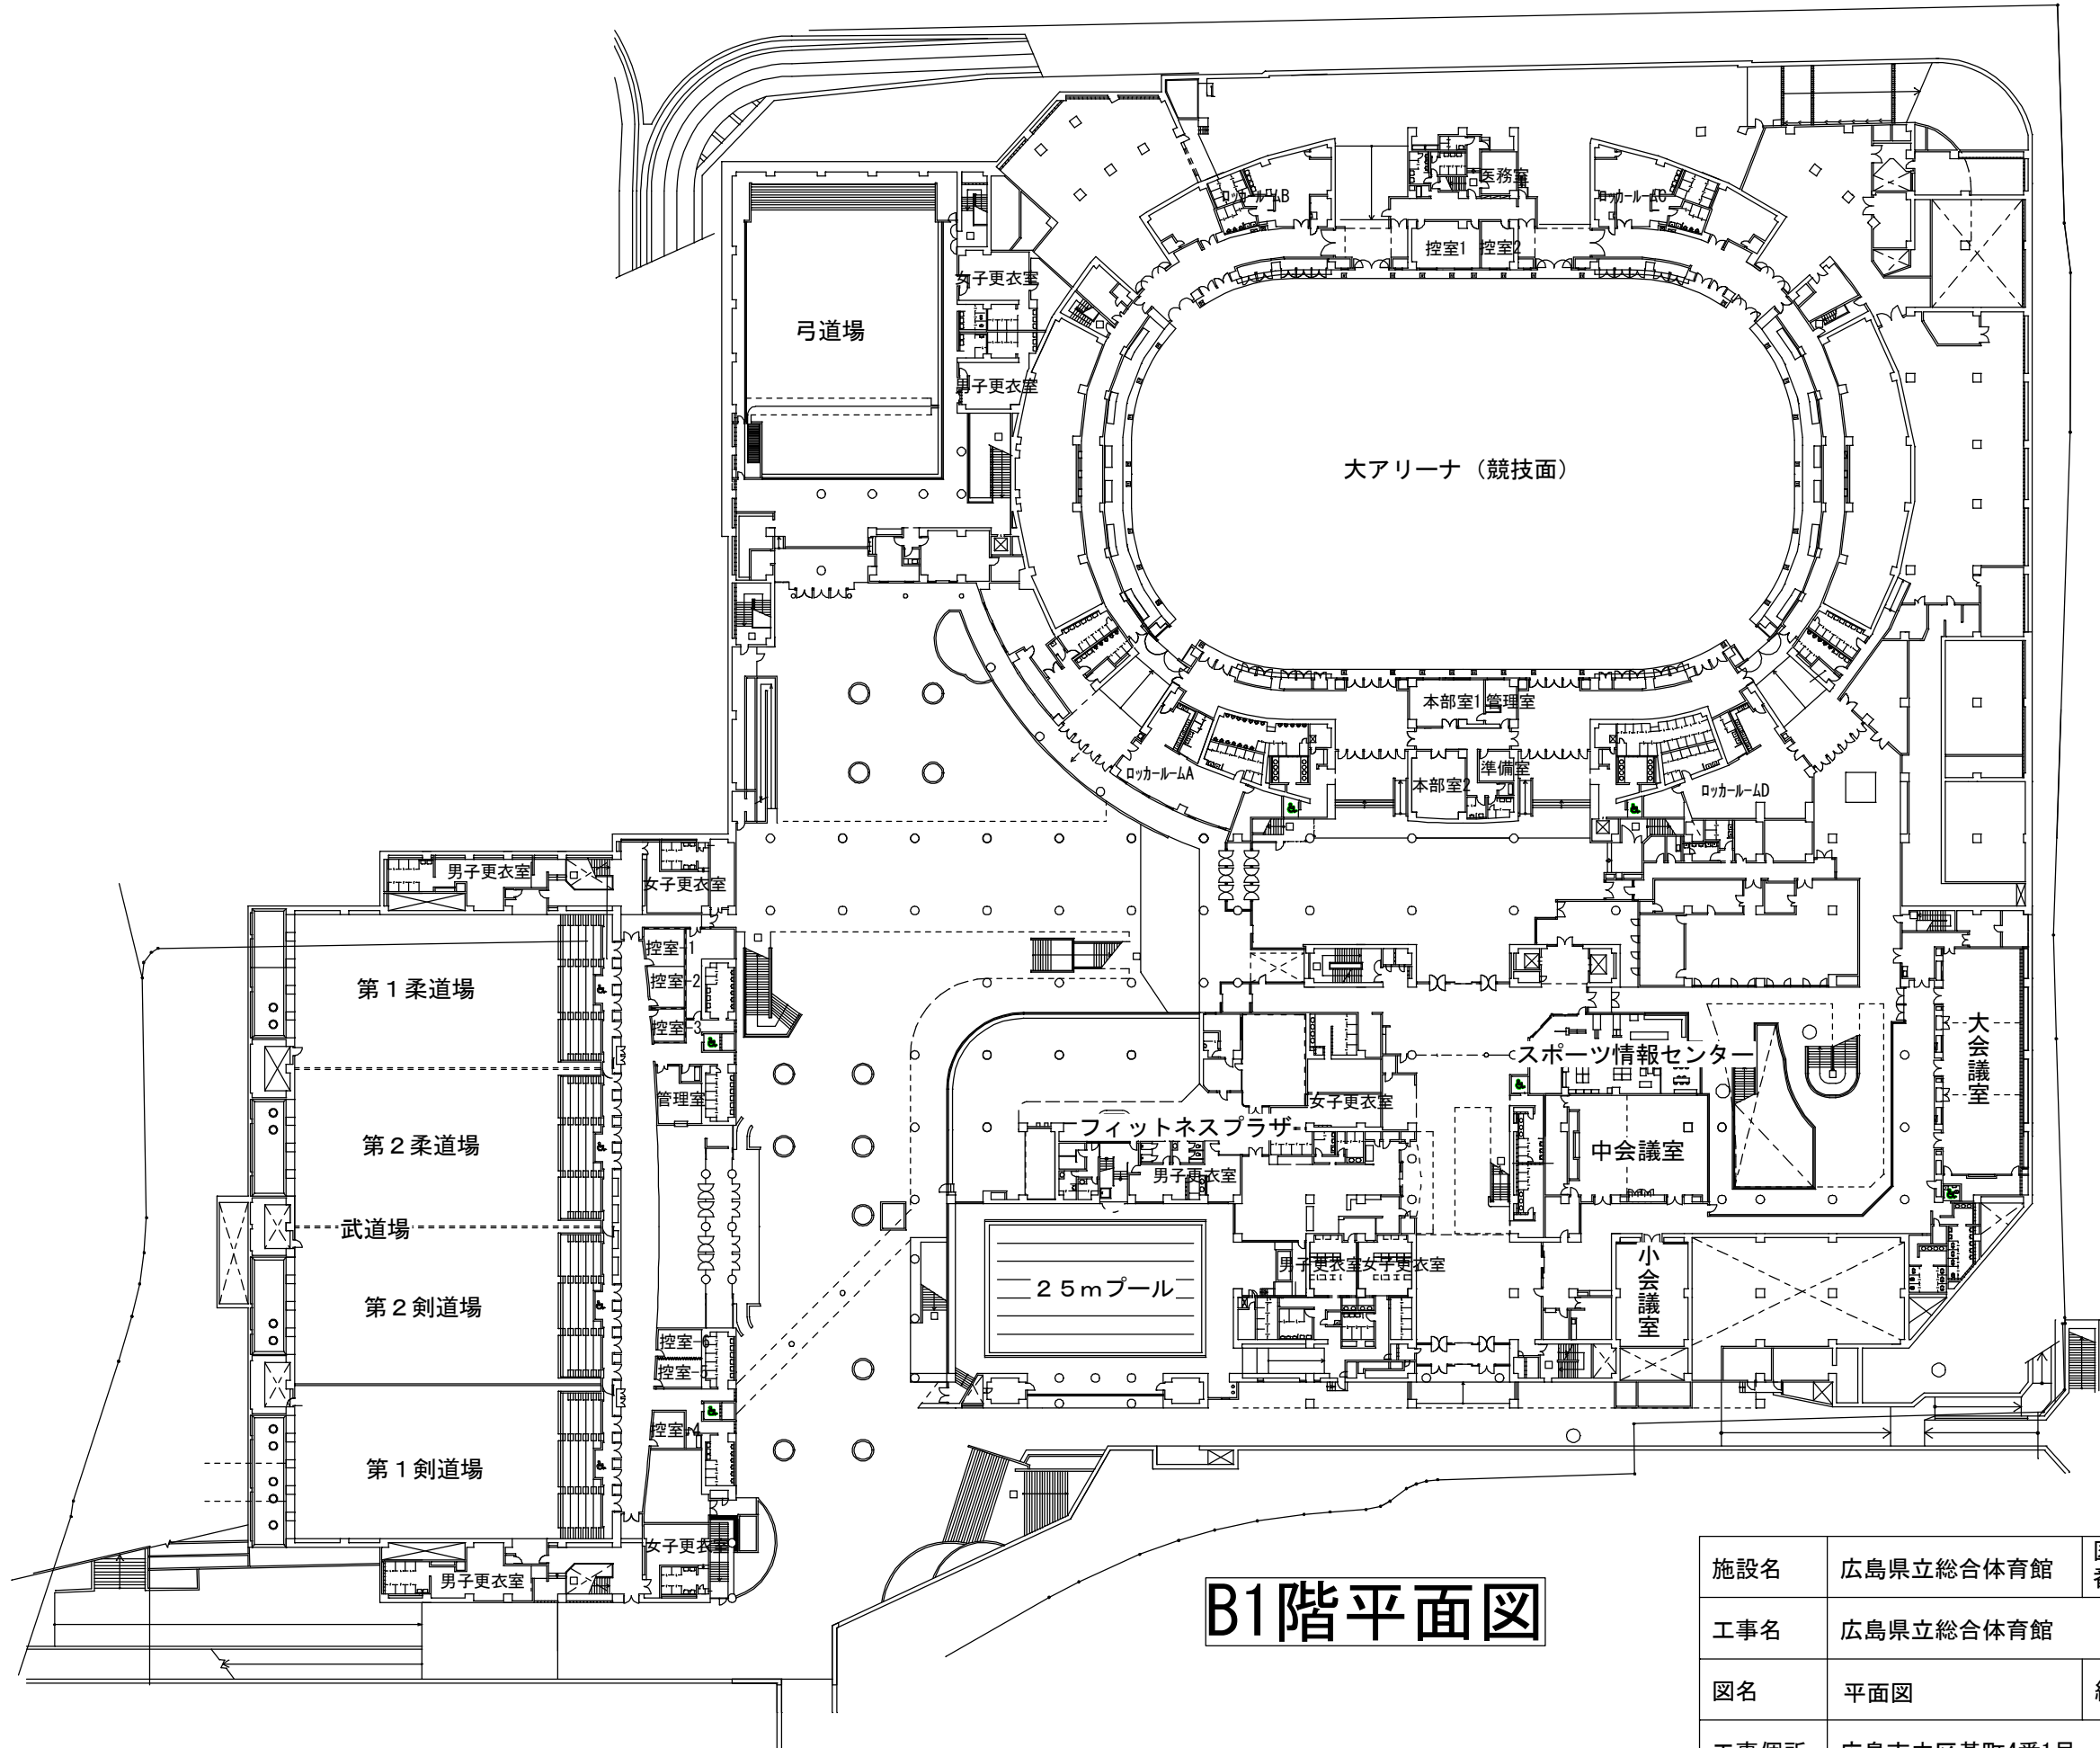 医務室
ロッカールームB
ロッカールームC
控室1
控室2
女子更衣室
弓道場
男子更衣室
大アリーナ（競技面）
本部室1
管理室
ロッカールームA
準備室
本部室2
ロッカールームD
男子更衣室
女子更衣室
控室-1
控室-2
控室-3
第１柔道場
大会議室
スポーツ情報センター
管理室
女子更衣室
フィットネスプラザ
第２柔道場
中会議室
男子更衣室
武道場
男子更衣室
女子更衣室
小会議室
２５ｍプール
第２剣道場
控室-6
控室-5
控室-4
第１剣道場
女子更衣室
男子更衣室
B1階平面図
施設名 広島県立総合体育館
工事名 広島県立総合体育館
図名 平面図